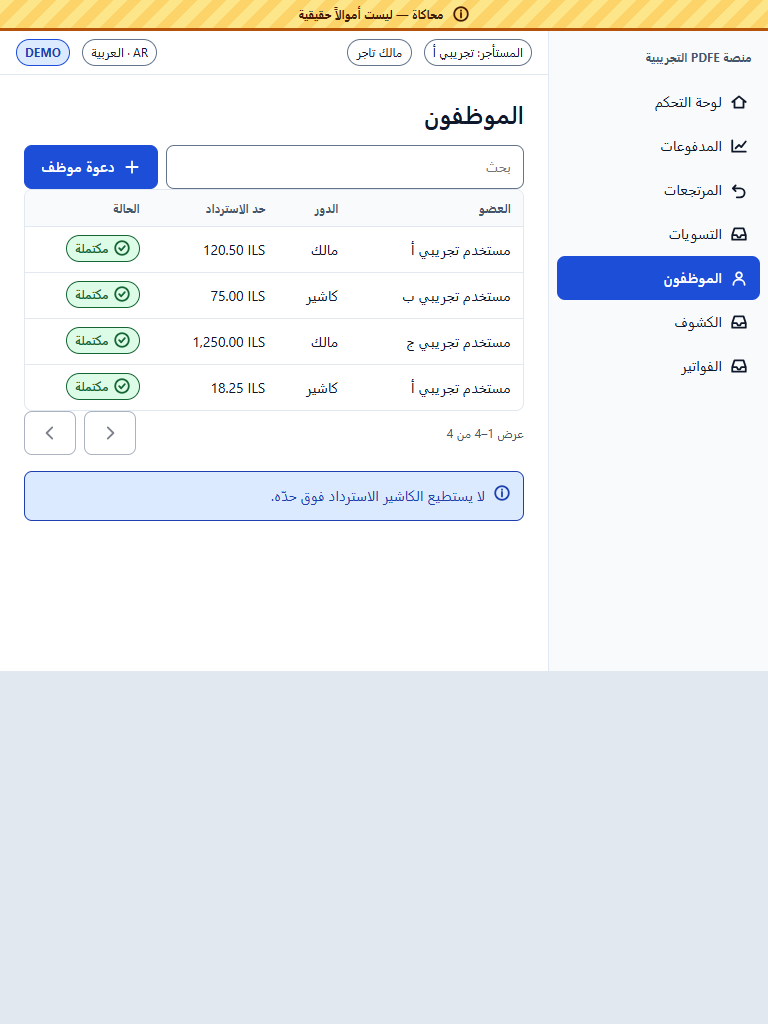 محاكاة — ليست أموالاً حقيقية
منصة PDFE التجريبية
لوحة التحكم
المدفوعات
المرتجعات
التسويات
الموظفون
الكشوف
الفواتير
المستأجر: تجريبي أ
مالك تاجر
AR · العربية
DEMO
الموظفون
بحث
دعوة موظف
العضو الدور حد الاسترداد الحالة
مستخدم تجريبي أ مالك 120.50 ILS مكتملة
مستخدم تجريبي ب كاشير 75.00 ILS مكتملة
مستخدم تجريبي ج مالك 1,250.00 ILS مكتملة
مستخدم تجريبي أ كاشير 18.25 ILS مكتملة
عرض 1–4 من 4
لا يستطيع الكاشير الاسترداد فوق حدّه.